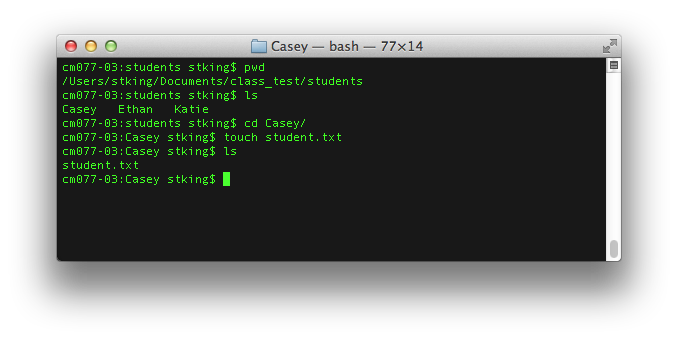 Casey — bash — 77×14
cm077-03:students stking$ pwd
/Users/stking/Documents/class_test/students
cm077-03:students stking$ ls
Casey   Ethan   Katie
cm077-03:students stking$ cd Casey/
cm077-03:Casey stking$ touch student.txt
cm077-03:Casey stking$ ls
student.txt
cm077-03:Casey stking$